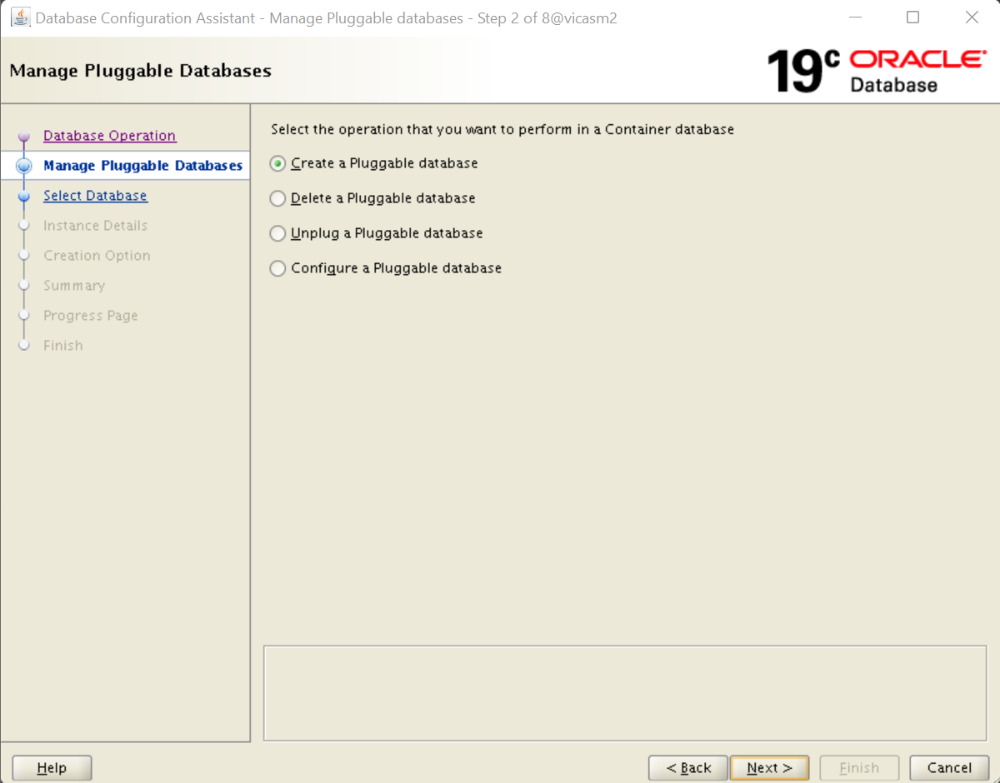 Database Configuration Assistant - Manage Pluggable databases - Step 2 of 8@vicasm2
Manage Pluggable Databases
19c ORACLE
Database
Database Operation
Manage Pluggable Databases
Select Database
Instance Details
Creation Option
Summary
Progress Page
Finish
Select the operation that you want to perform in a Container database
Create a Pluggable database
Delete a Pluggable database
Unplug a Pluggable database
Configure a Pluggable database
Help
< Back
Next >
Finish
Cancel